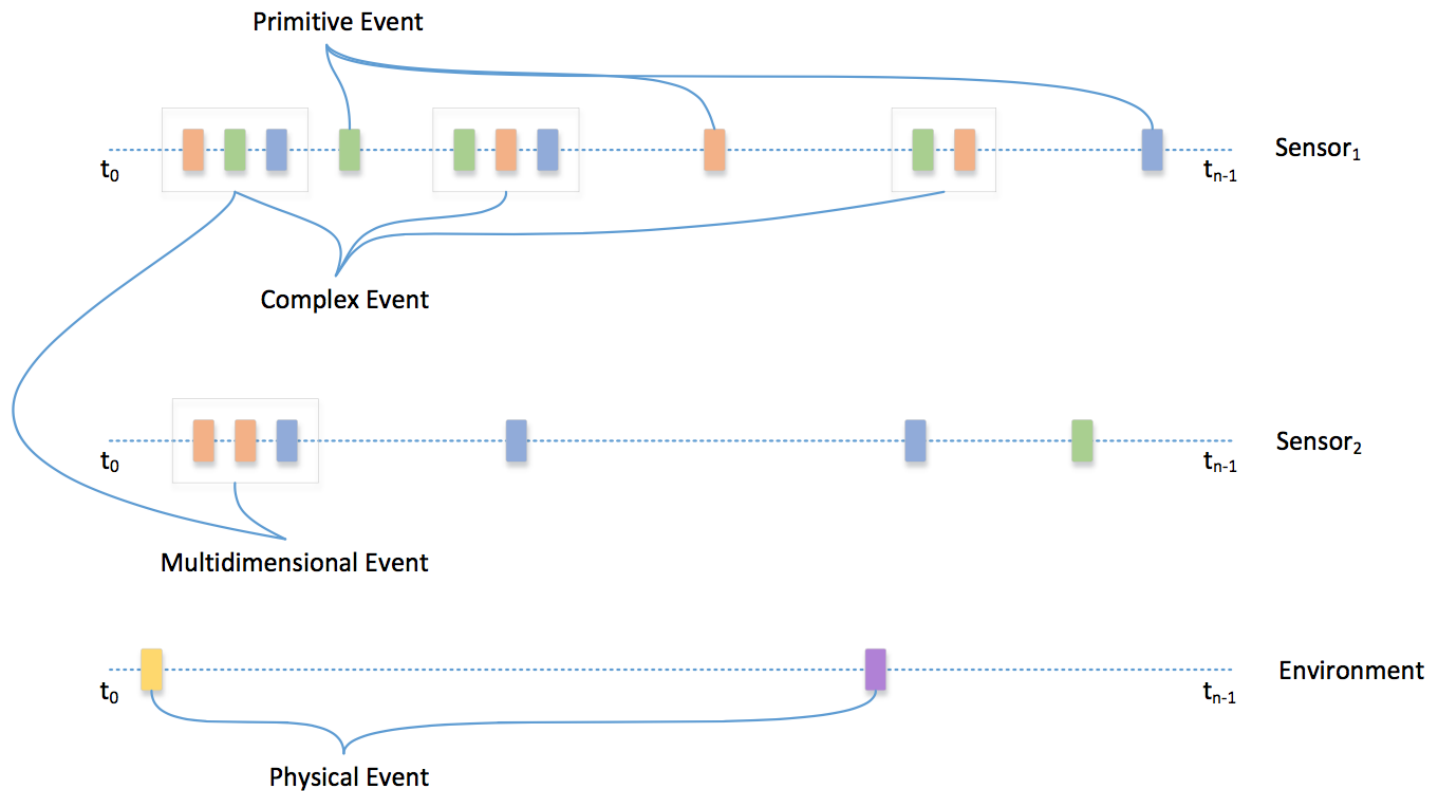 Primitive Event
t₀
tₙ₋₁
Sensor₁
Complex Event
t₀
tₙ₋₁
Sensor₂
Multidimensional Event
t₀
tₙ₋₁
Environment
Physical Event